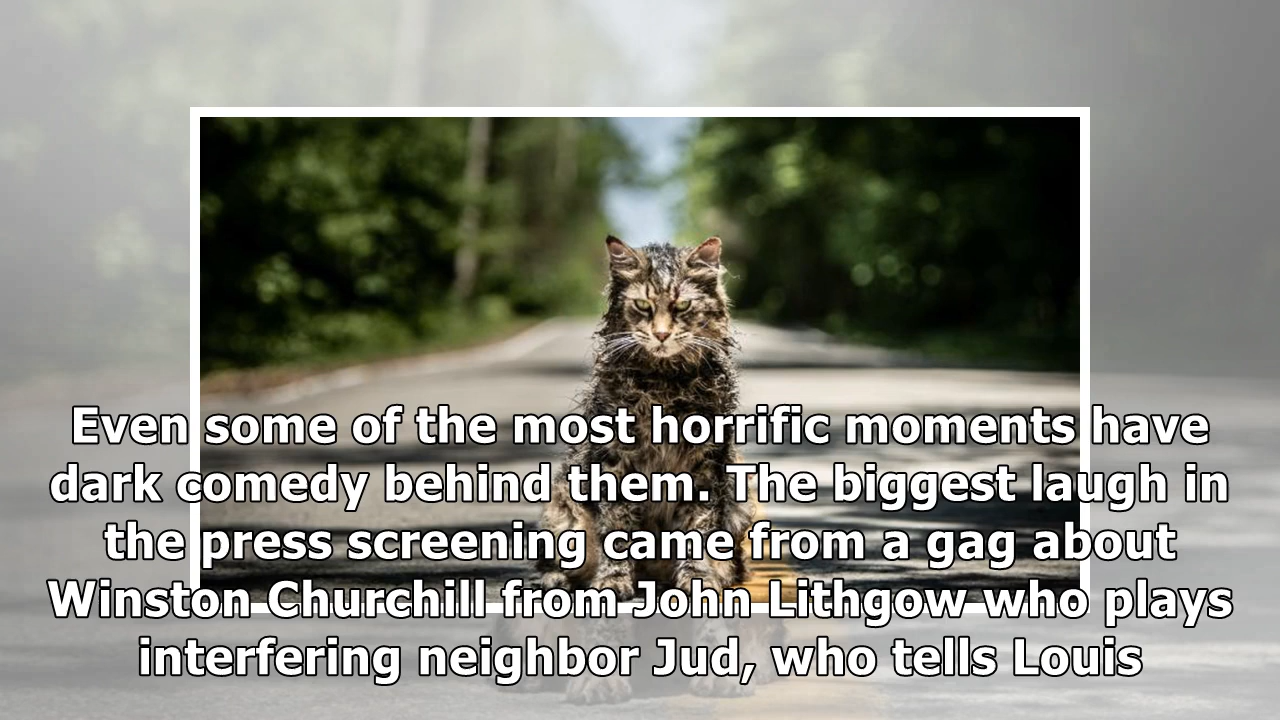 Even some of the most horrific moments have
dark comedy behind them. The biggest laugh in
the press screening came from a gag about
Winston Churchill from John Lithgow who plays
interfering neighbor Jud, who tells Louis